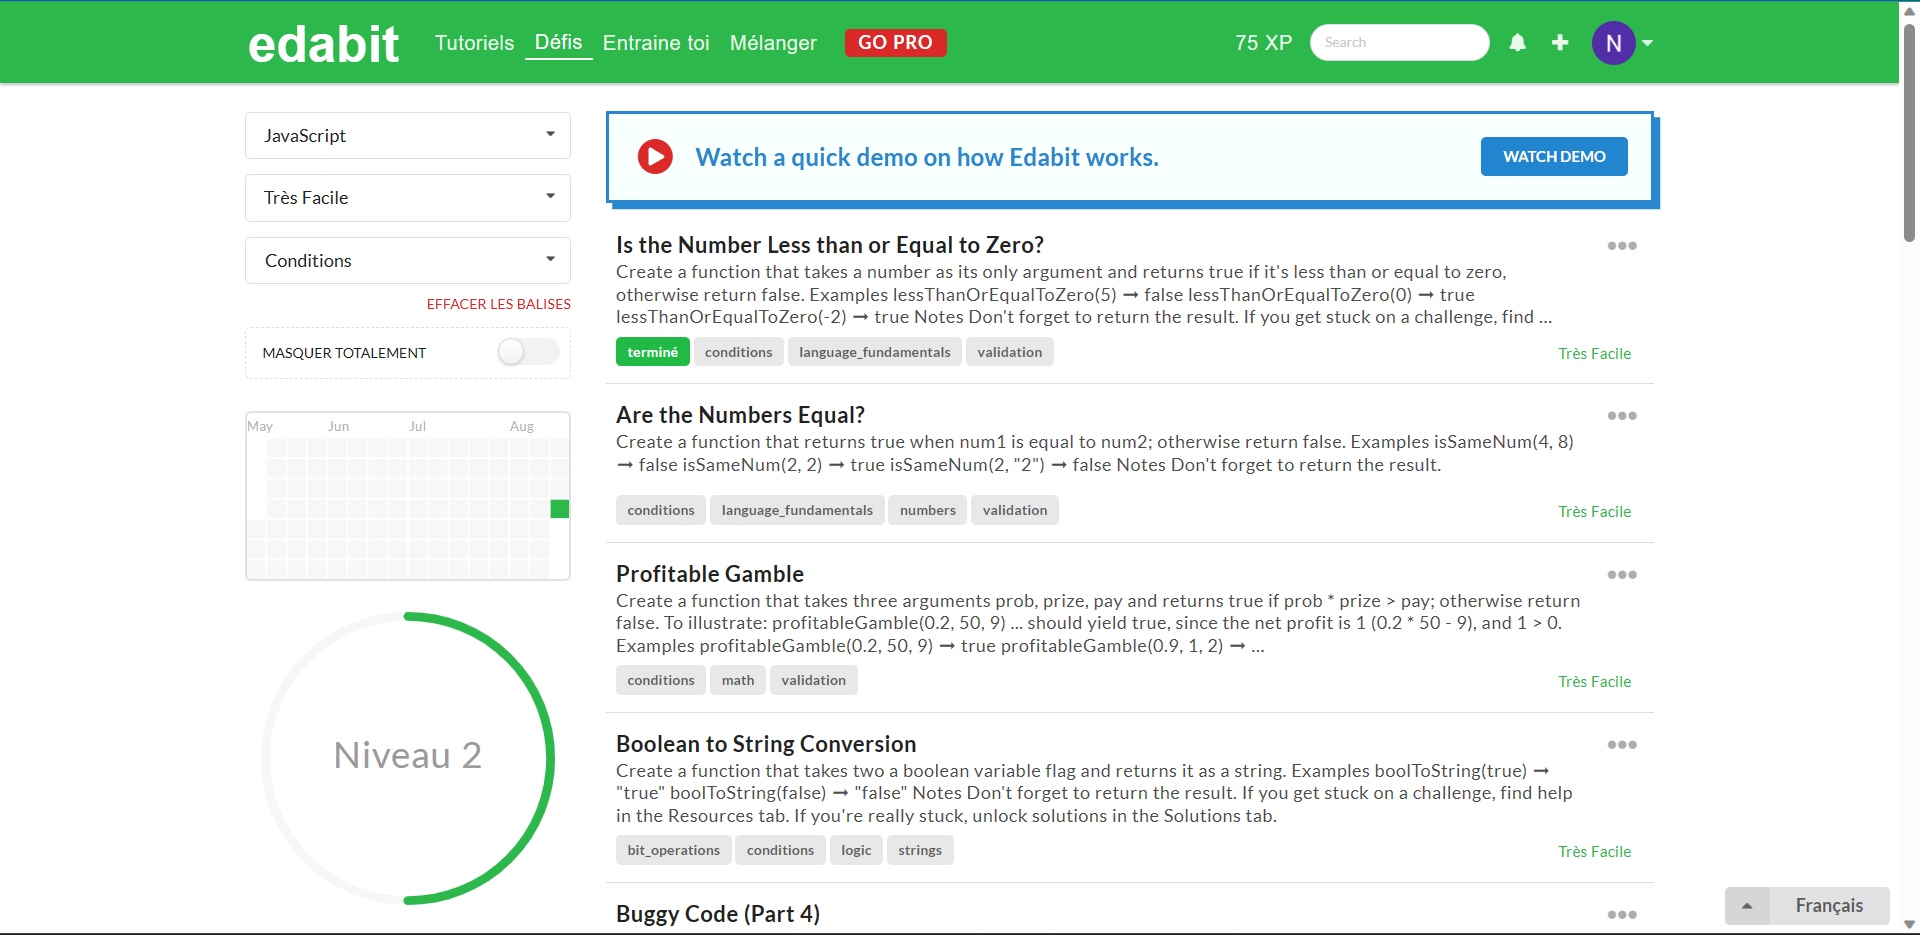 edabit
Tutoriels Défis Entraine toi Mélanger GO PRO 75 XP Search N
JavaScript
Très Facile
Conditions
EFFACER LES BALISES
MASQUER TOTALEMENT
May Jun Jul Aug
Niveau 2
Watch a quick demo on how Edabit works. WATCH DEMO
Is the Number Less than or Equal to Zero?
Create a function that takes a number as its only argument and returns true if it's less than or equal to zero,
otherwise return false. Examples lessThanOrEqualToZero(5) ➞ false lessThanOrEqualToZero(0) ➞ true
lessThanOrEqualToZero(-2) ➞ true Notes Don't forget to return the result. If you get stuck on a challenge, find ...
terminé conditions language_fundamentals validation Très Facile
Are the Numbers Equal?
Create a function that returns true when num1 is equal to num2; otherwise return false. Examples isSameNum(4, 8)
➞ false isSameNum(2, 2) ➞ true isSameNum(2, "2") ➞ false Notes Don't forget to return the result.
conditions language_fundamentals numbers validation Très Facile
Profitable Gamble
Create a function that takes three arguments prob, prize, pay and returns true if prob * prize > pay; otherwise return
false. To illustrate: profitableGamble(0.2, 50, 9) ... should yield true, since the net profit is 1 (0.2 * 50 - 9), and 1 > 0.
Examples profitableGamble(0.2, 50, 9) ➞ true profitableGamble(0.9, 1, 2) ➞ ...
conditions math validation Très Facile
Boolean to String Conversion
Create a function that takes two a boolean variable flag and returns it as a string. Examples boolToString(true) ➞
"true" boolToString(false) ➞ "false" Notes Don't forget to return the result. If you get stuck on a challenge, find help
in the Resources tab. If you're really stuck, unlock solutions in the Solutions tab.
bit_operations conditions logic strings Très Facile
Buggy Code (Part 4)
Français